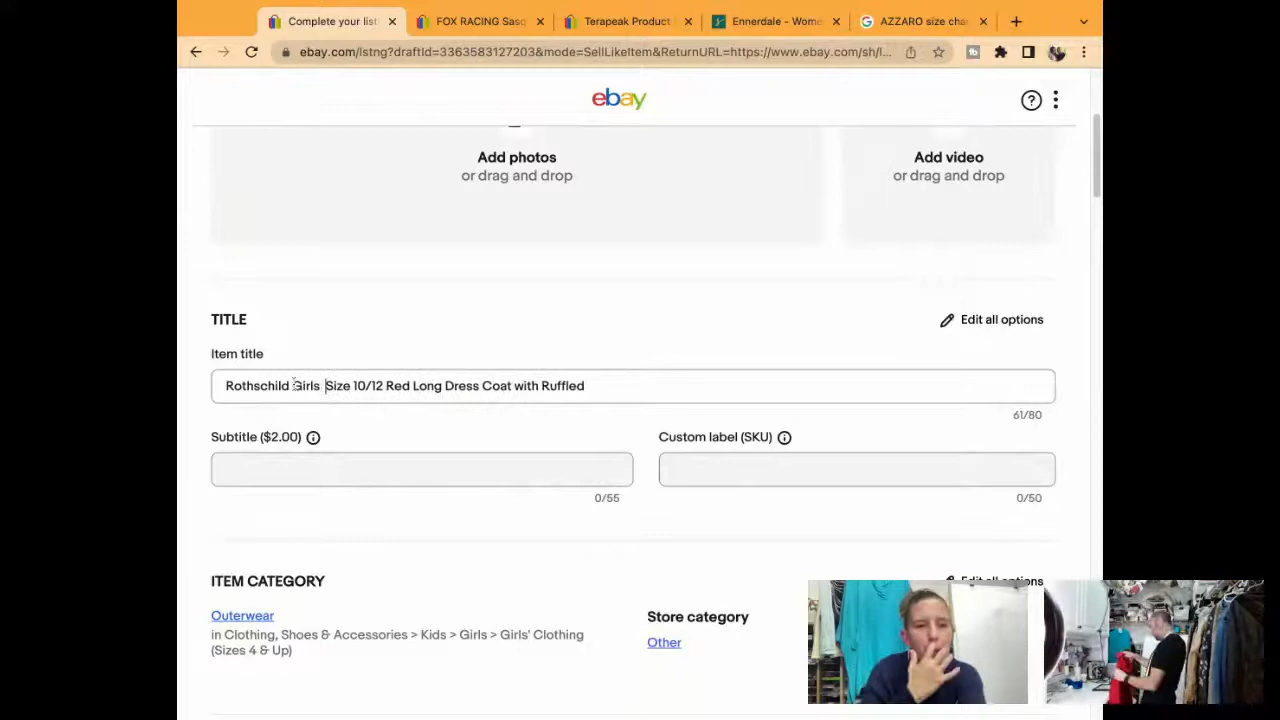 Complete your list
FOX RACING Sasq
Terapeak Product
Ennerdale - Wome
AZZARO size cha
ebay.com/lstng?draftId=3363583127203&mode=SellLikeItem&ReturnURL=https://www.ebay.com/sh/l...
ebay
Add photos
or drag and drop
Add video
or drag and drop
TITLE
Edit all options
Item title
Rothschild Girls Size 10/12 Red Long Dress Coat with Ruffled
61/80
Subtitle ($2.00)
Custom label (SKU)
0/55
0/50
ITEM CATEGORY
Edit all options
Outerwear
in Clothing, Shoes & Accessories > Kids > Girls > Girls' Clothing
(Sizes 4 & Up)
Store category
Other